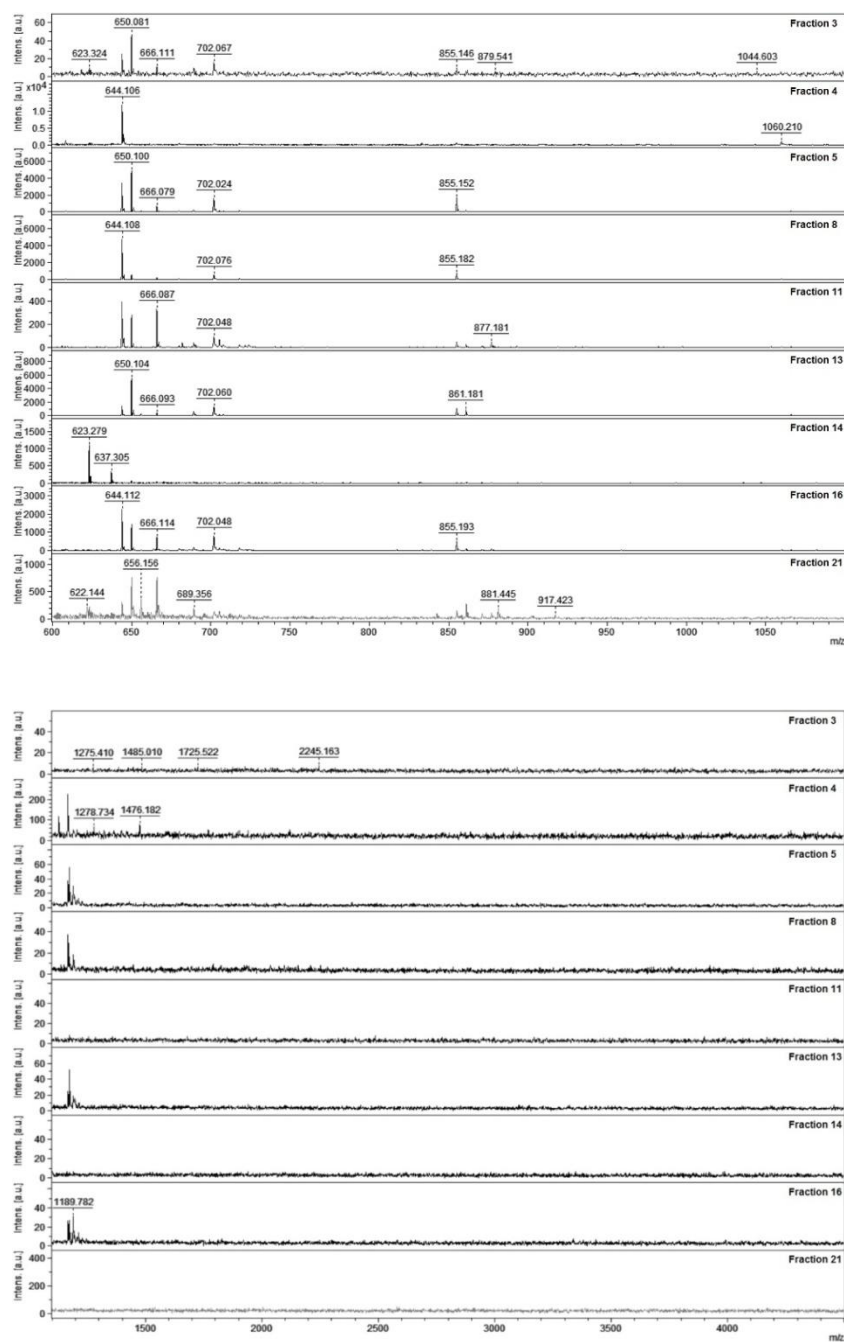 650.081
Fraction 3
Intens. [a.u.]
60
40
20
0
623.324
666.111
702.067
855.146
879.541
1044.603
x10⁴
644.106
Fraction 4
Intens. [a.u.]
1.0
0.5
0.0
1060.210
650.100
Fraction 5
Intens. [a.u.]
6000
4000
2000
0
666.079
702.024
855.152
644.108
Fraction 8
Intens. [a.u.]
6000
4000
2000
0
702.076
855.182
Fraction 11
Intens. [a.u.]
400
200
0
666.087
702.048
877.181
Fraction 13
Intens. [a.u.]
8000
6000
4000
2000
0
650.104
666.093
702.060
861.181
Fraction 14
Intens. [a.u.]
1500
1000
500
0
623.279
637.305
Fraction 16
Intens. [a.u.]
3000
2000
1000
0
644.112
666.114
702.048
855.193
Fraction 21
Intens. [a.u.]
1000
500
0
656.156
622.144
689.356
881.445
917.423
600 650 700 750 800 850 900 950 1000 1050
m/z
Fraction 3
Intens. [a.u.]
40
20
0
1275.410
1485.010
1725.522
2245.163
Fraction 4
Intens. [a.u.]
200
100
0
1278.734
1476.182
Fraction 5
Intens. [a.u.]
60
40
20
0
Fraction 8
Intens. [a.u.]
40
20
0
Fraction 11
Intens. [a.u.]
60
40
20
0
Fraction 13
Intens. [a.u.]
60
40
20
0
Fraction 14
Intens. [a.u.]
60
40
20
0
Fraction 16
Intens. [a.u.]
60
40
20
0
1189.782
Fraction 21
Intens. [a.u.]
400
200
0
1500 2000 2500 3000 3500 4000
m/z